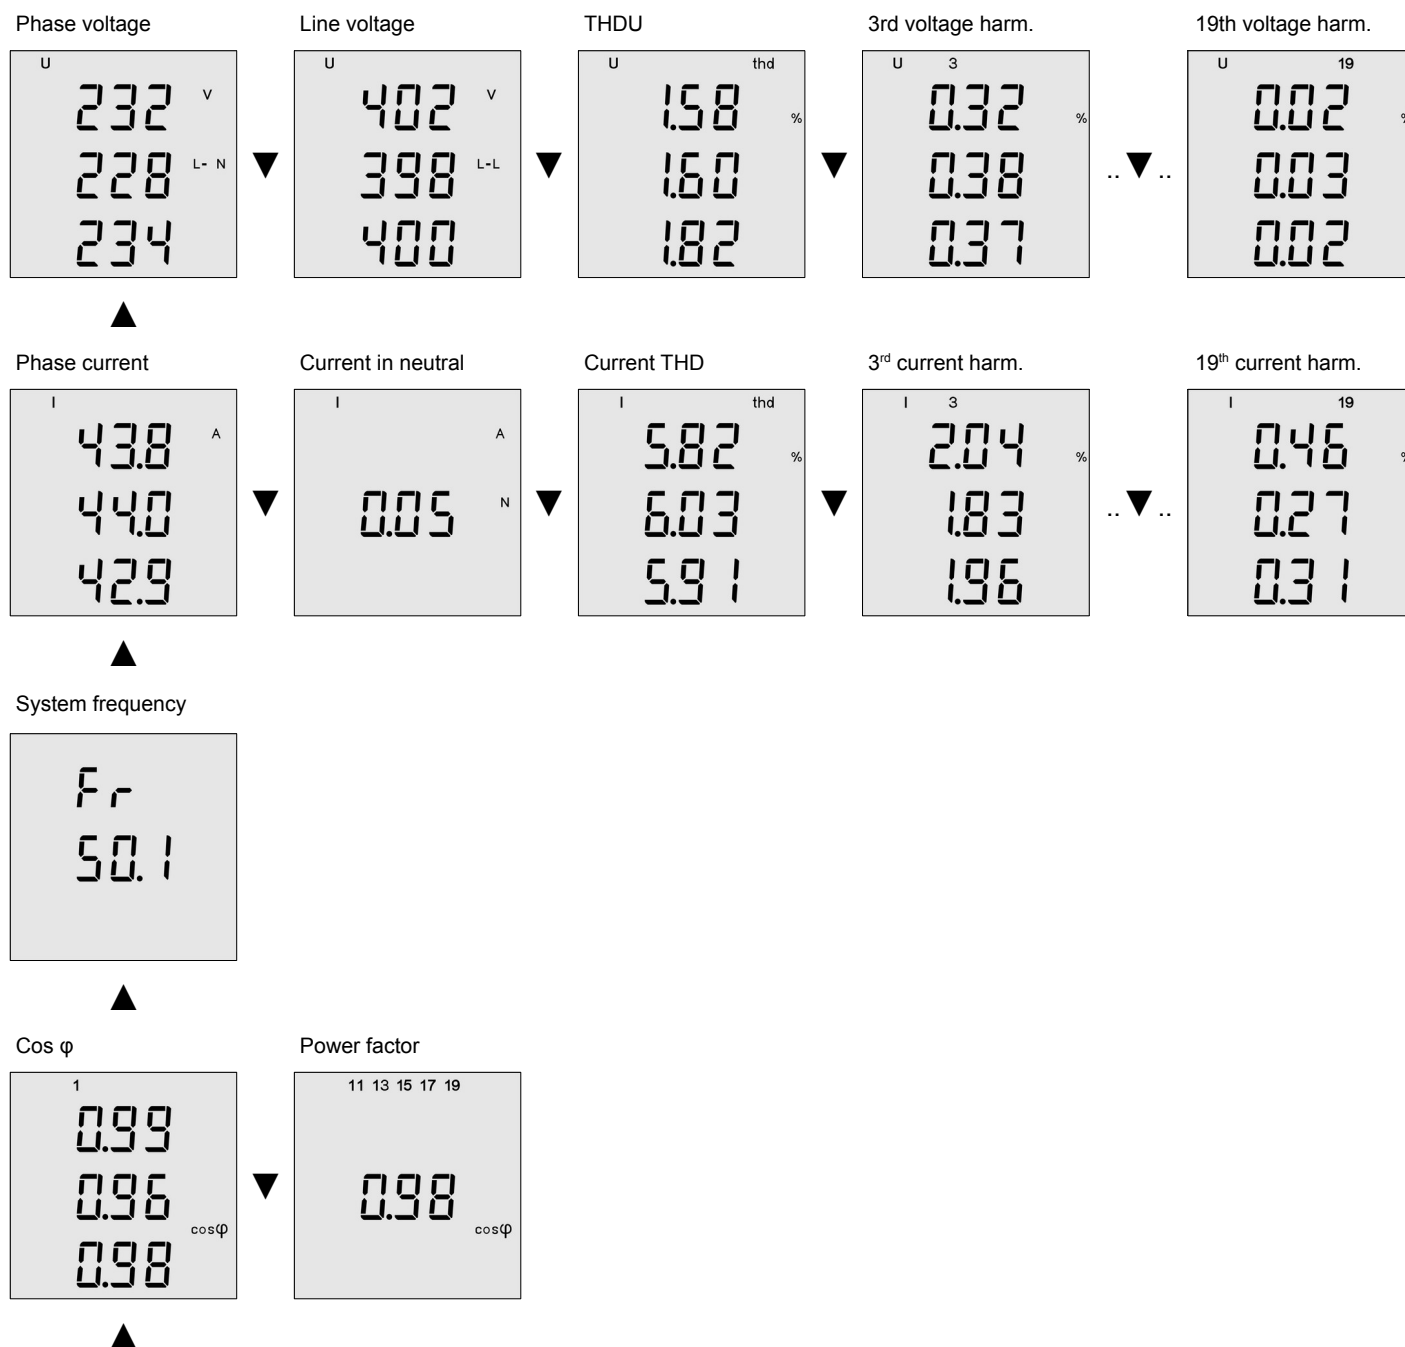 Phase voltage Line voltage THDU 3rd voltage harm. 19th voltage harm.
U U U thd U 3 U 19
232 V 402 V 1.58 % 0.32 % 0.02 %
228 L- N ▼ 398 L-L ▼ 1.60 ▼ 0.38 .. ▼ .. 0.03
234 400 1.82 0.37 0.02
▲
Phase current Current in neutral Current THD 3rd current harm. 19th current harm.
I I I thd I 3 I 19
43.8 A A 5.82 % 2.04 % 0.46 %
44.0 ▼ 0.05 N ▼ 6.03 ▼ 1.83 .. ▼ .. 0.27
42.9 5.91 1.96 0.31
▲
System frequency
Fr
50.1
▲
Cos φ Power factor
1 11 13 15 17 19
0.99
0.96 ▼ 0.98
cosφ cosφ
0.98
▲